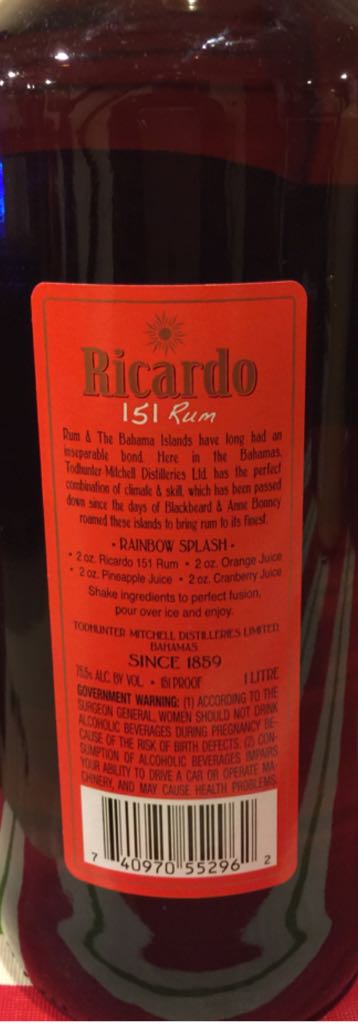 Ricardo
151 Rum
Rum & The Bahama Islands have long had an
inseparable bond. Here in the Bahamas,
Todhunter-Mitchell Distilleries Ltd. has the perfect
combination of climate & skill, which has been passed
down since the days of Blackbeard & Anne Bonney
roamed these islands to bring rum to its finest.
• RAINBOW SPLASH •
• 2 oz. Ricardo 151 Rum • 2 oz. Orange Juice
• 2 oz. Pineapple Juice • 2 oz. Cranberry Juice
Shake ingredients to perfect fusion,
pour over ice and enjoy.
TODHUNTER MITCHELL DISTILLERIES LIMITED
BAHAMAS
SINCE 1859
75.5% ALC. BY VOL. • 151 PROOF 1 LITRE
GOVERNMENT WARNING: (1) ACCORDING TO THE
SURGEON GENERAL, WOMEN SHOULD NOT DRINK
ALCOHOLIC BEVERAGES DURING PREGNANCY BE-
CAUSE OF THE RISK OF BIRTH DEFECTS. (2) CON-
SUMPTION OF ALCOHOLIC BEVERAGES IMPAIRS
YOUR ABILITY TO DRIVE A CAR OR OPERATE MA-
CHINERY, AND MAY CAUSE HEALTH PROBLEMS.
7 40970 55296 2